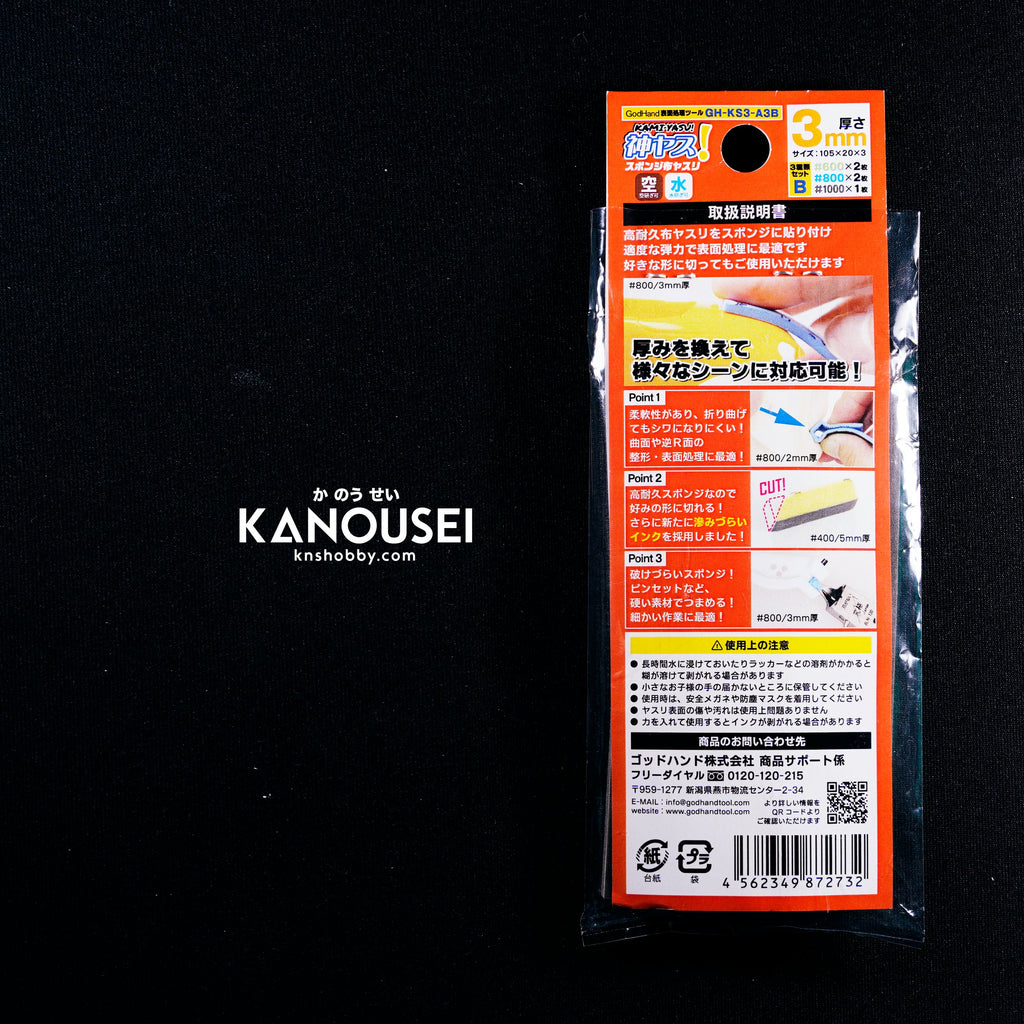 か のう せい
KANOUSEI
knshobby.com
GodHand 表面処理ツール GH-KS3-A3B
KAMIYASU!
神ヤス!
スポンジ布ヤスリ
空
空研ぎ可
水
水研ぎ可
3mm
厚さ
サイズ:105×20×3
3種類
セット
B
#600×2枚
#800×2枚
#1000×1枚
取扱説明書
高耐久布ヤスリをスポンジに貼り付け
適度な弾力で表面処理に最適です
好きな形に切ってもご使用いただけます
#800/3mm厚
厚みを換えて
様々なシーンに対応可能!
Point 1
柔軟性があり、折り曲げ
てもシワになりにくい!
曲面や逆R面の
整形・表面処理に最適!
#800/2mm厚
Point 2
高耐久スポンジなので
好みの形に切れる!
さらに新たに滲みづらい
インクを採用しました!
CUT!
#400/5mm厚
Point 3
破けづらいスポンジ!
ピンセットなど、
硬い素材でつまめる!
細かい作業に最適!
#800/3mm厚
⚠使用上の注意
● 長時間水に浸けておいたりラッカーなどの溶剤がかかると
糊が溶けて剥がれる場合があります
● 小さなお子様の手の届かないところに保管してください
● 使用時は、安全メガネや防塵マスクを着用してください
● ヤスリ表面の傷や汚れは使用上問題ありません
● 力を入れて使用するとインクが剥がれる場合があります
商品のお問い合わせ先
ゴッドハンド株式会社 商品サポート係
フリーダイヤル 0120-120-215
〒959-1277 新潟県燕市物流センター2-34
E-MAIL:info@godhandtool.com
website:www.godhandtool.com
より詳しい情報を
QRコードより
ご確認いただけます
紙
台紙
プラ
袋
4 562349 872732